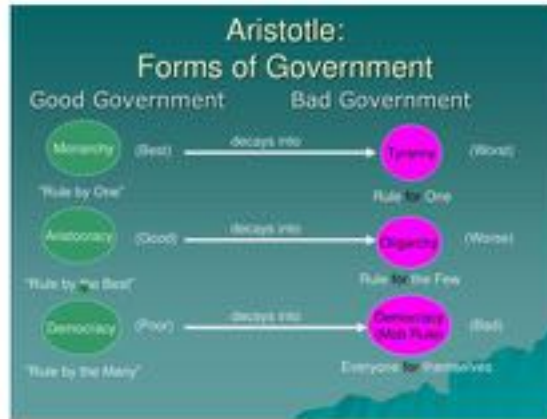 Aristotle:
Forms of Government
Good Government Bad Government
Monarchy (Best) decays into Tyranny (Worst)
"Rule by One" Rule for One
Aristocracy (Good) decays into Oligarchy (Worse)
"Rule by the Best" Rule for the Few
Democracy (Poor) decays into Democracy
(Mob Rule) (Bad)
"Rule by the Many" Everyone for themselves